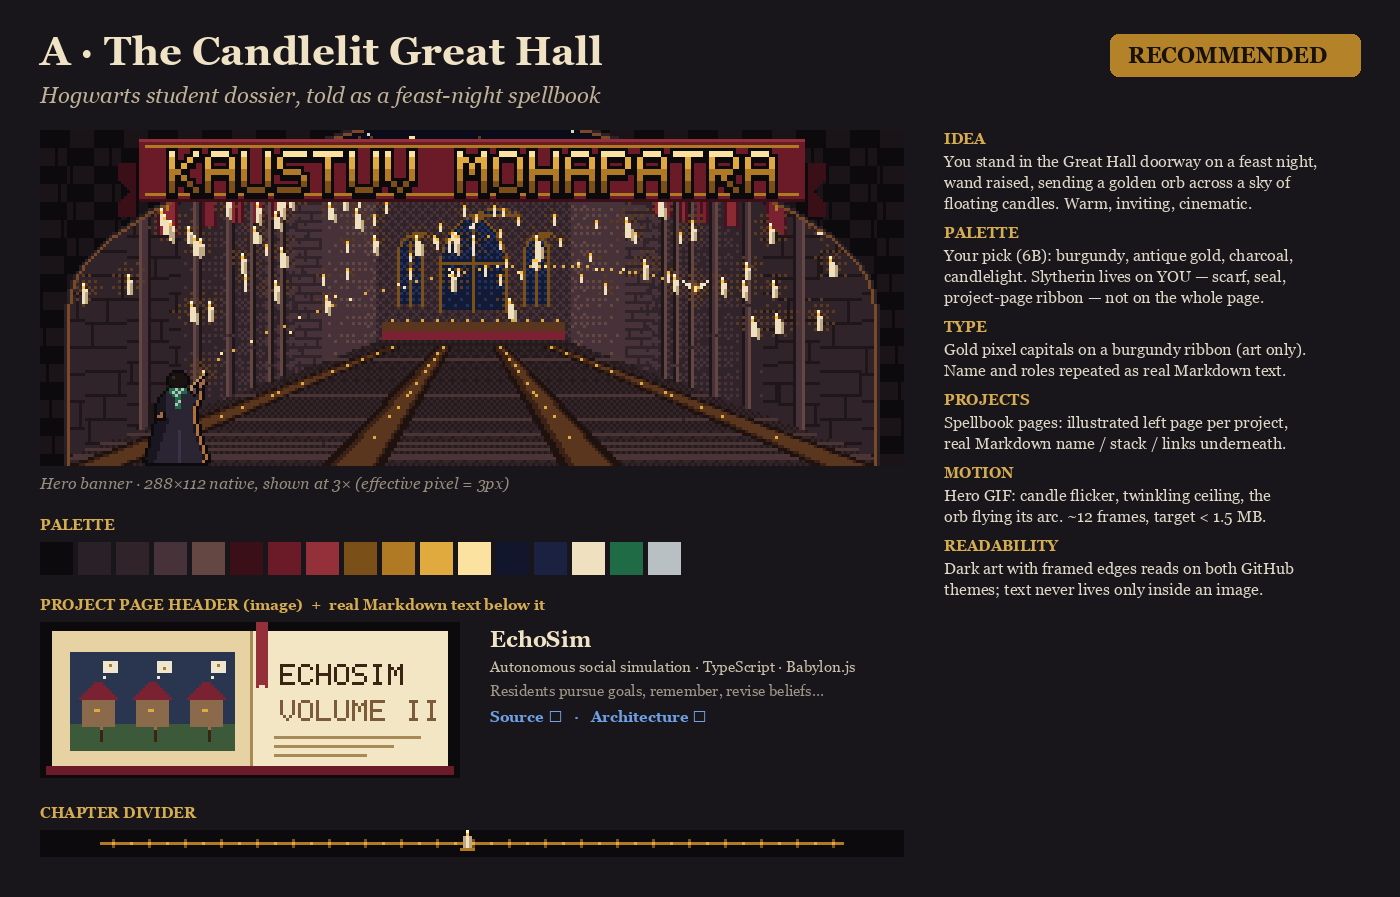 A · The Candlelit Great Hall
RECOMMENDED
Hogwarts student dossier, told as a feast-night spellbook
KAUSTUV MOHAPATRA
Hero banner · 288×112 native, shown at 3× (effective pixel = 3px)
PALETTE
PROJECT PAGE HEADER (image) + real Markdown text below it
ECHOSIM
VOLUME II
EchoSim
Autonomous social simulation · TypeScript · Babylon.js
Residents pursue goals, remember, revise beliefs...
Source ☐ · Architecture ☐
CHAPTER DIVIDER
IDEA
You stand in the Great Hall doorway on a feast night,
wand raised, sending a golden orb across a sky of
floating candles. Warm, inviting, cinematic.
PALETTE
Your pick (6B): burgundy, antique gold, charcoal,
candlelight. Slytherin lives on YOU — scarf, seal,
project-page ribbon — not on the whole page.
TYPE
Gold pixel capitals on a burgundy ribbon (art only).
Name and roles repeated as real Markdown text.
PROJECTS
Spellbook pages: illustrated left page per project,
real Markdown name / stack / links underneath.
MOTION
Hero GIF: candle flicker, twinkling ceiling, the
orb flying its arc. ~12 frames, target < 1.5 MB.
READABILITY
Dark art with framed edges reads on both GitHub
themes; text never lives only inside an image.